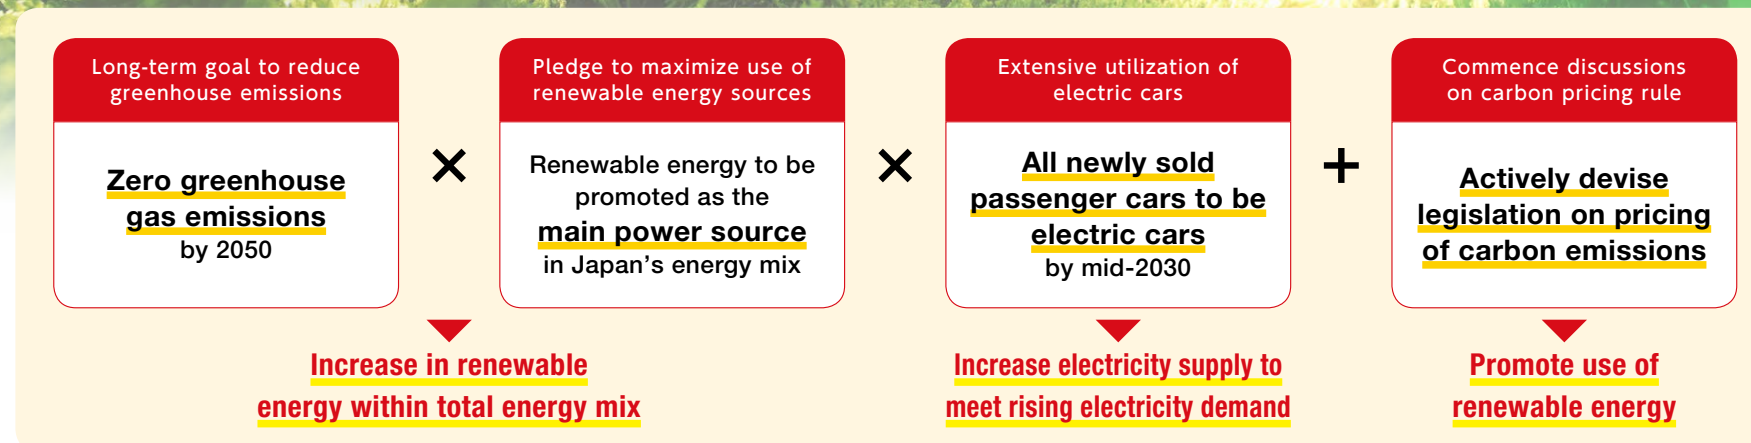 Long-term goal to reduce
greenhouse emissions
Zero greenhouse
gas emissions
by 2050
×
Pledge to maximize use of
renewable energy sources
Renewable energy to be
promoted as the
main power source
in Japan's energy mix
×
Extensive utilization of
electric cars
All newly sold
passenger cars to be
electric cars
by mid-2030
+
Commence discussions
on carbon pricing rule
Actively devise
legislation on pricing
of carbon emissions
Increase in renewable
energy within total energy mix
Increase electricity supply to
meet rising electricity demand
Promote use of
renewable energy